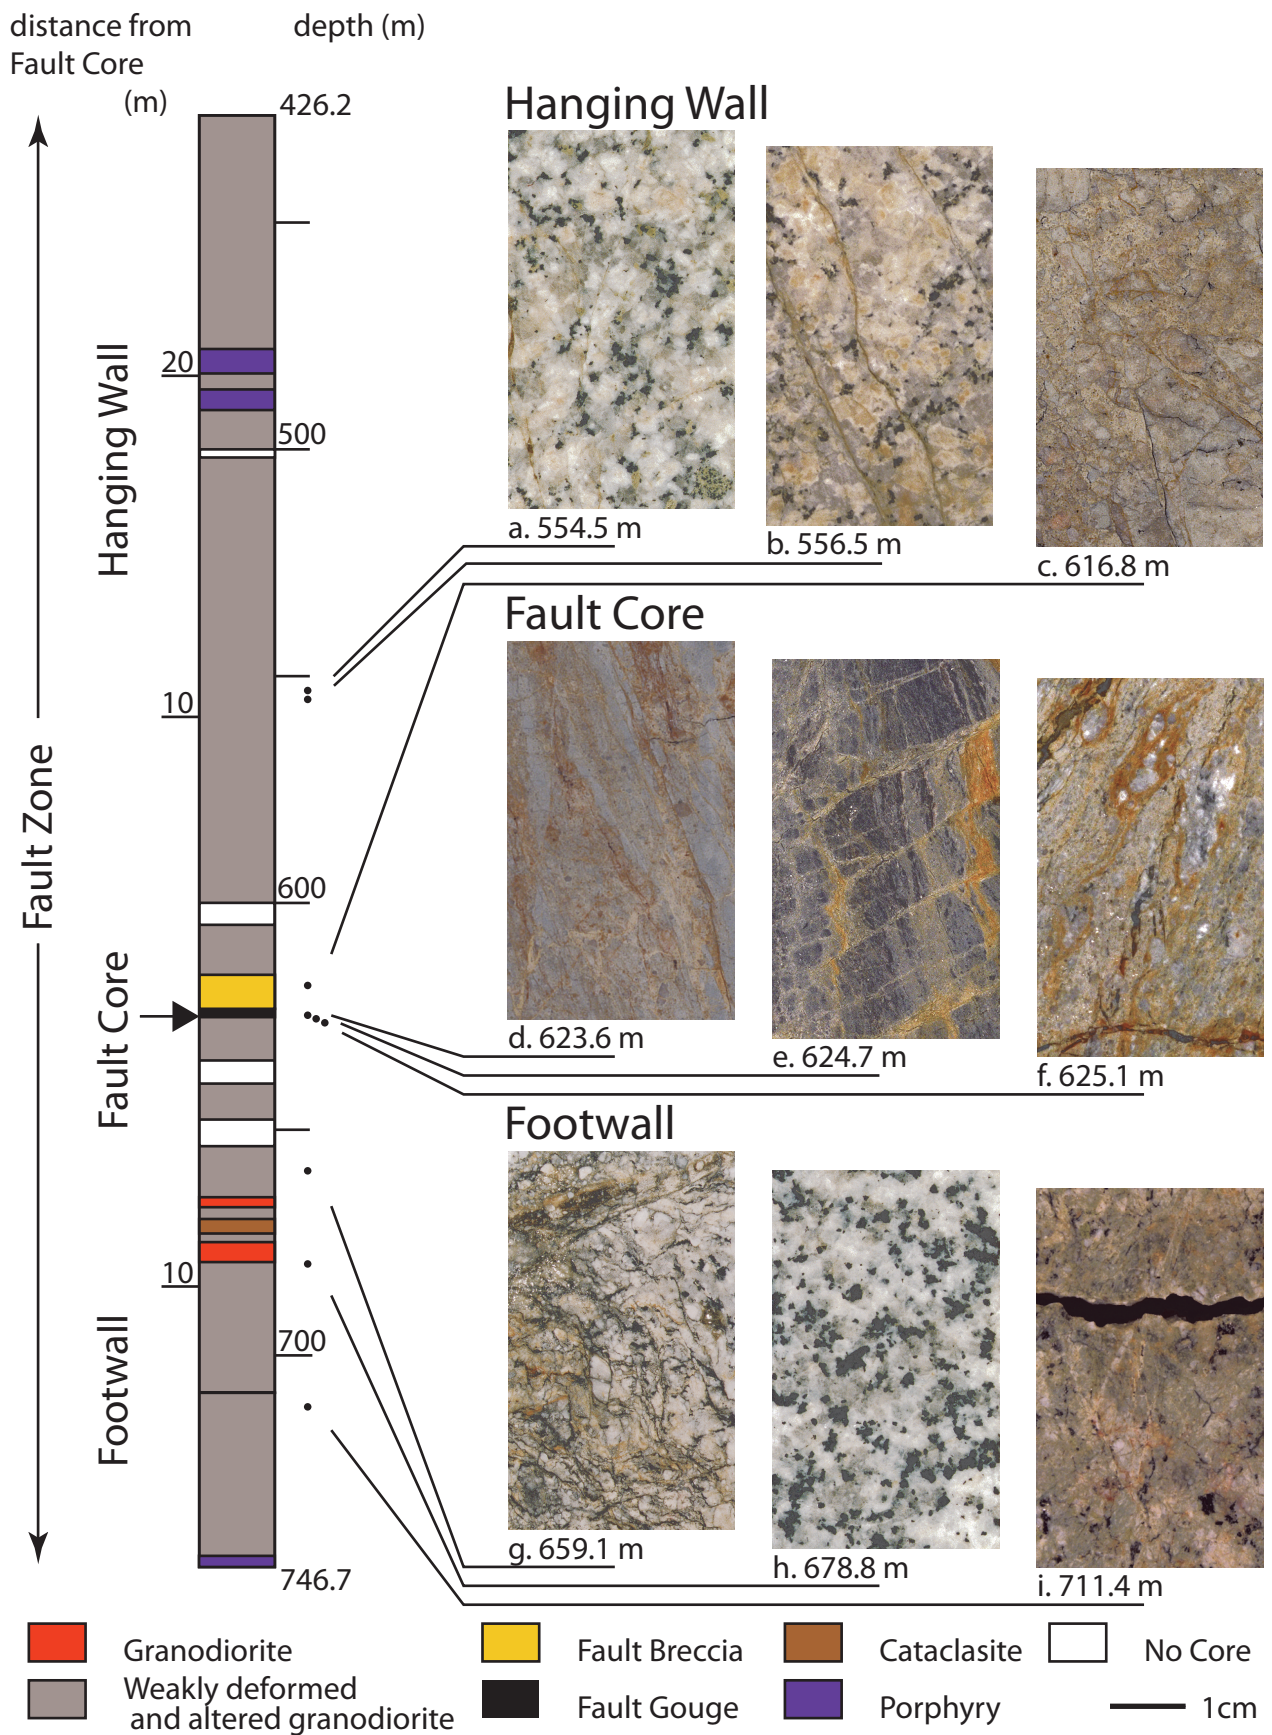 distance from
Fault Core
(m)
depth (m)
426.2
Hanging Wall
20
500
10
600
10
700
746.7
Fault Zone
Hanging Wall
Fault Core
Footwall
a. 554.5 m
b. 556.5 m
c. 616.8 m
Fault Core
d. 623.6 m
e. 624.7 m
f. 625.1 m
Footwall
g. 659.1 m
h. 678.8 m
i. 711.4 m
Granodiorite
Weakly deformed
and altered granodiorite
Fault Breccia
Fault Gouge
Cataclasite
Porphyry
No Core
1cm